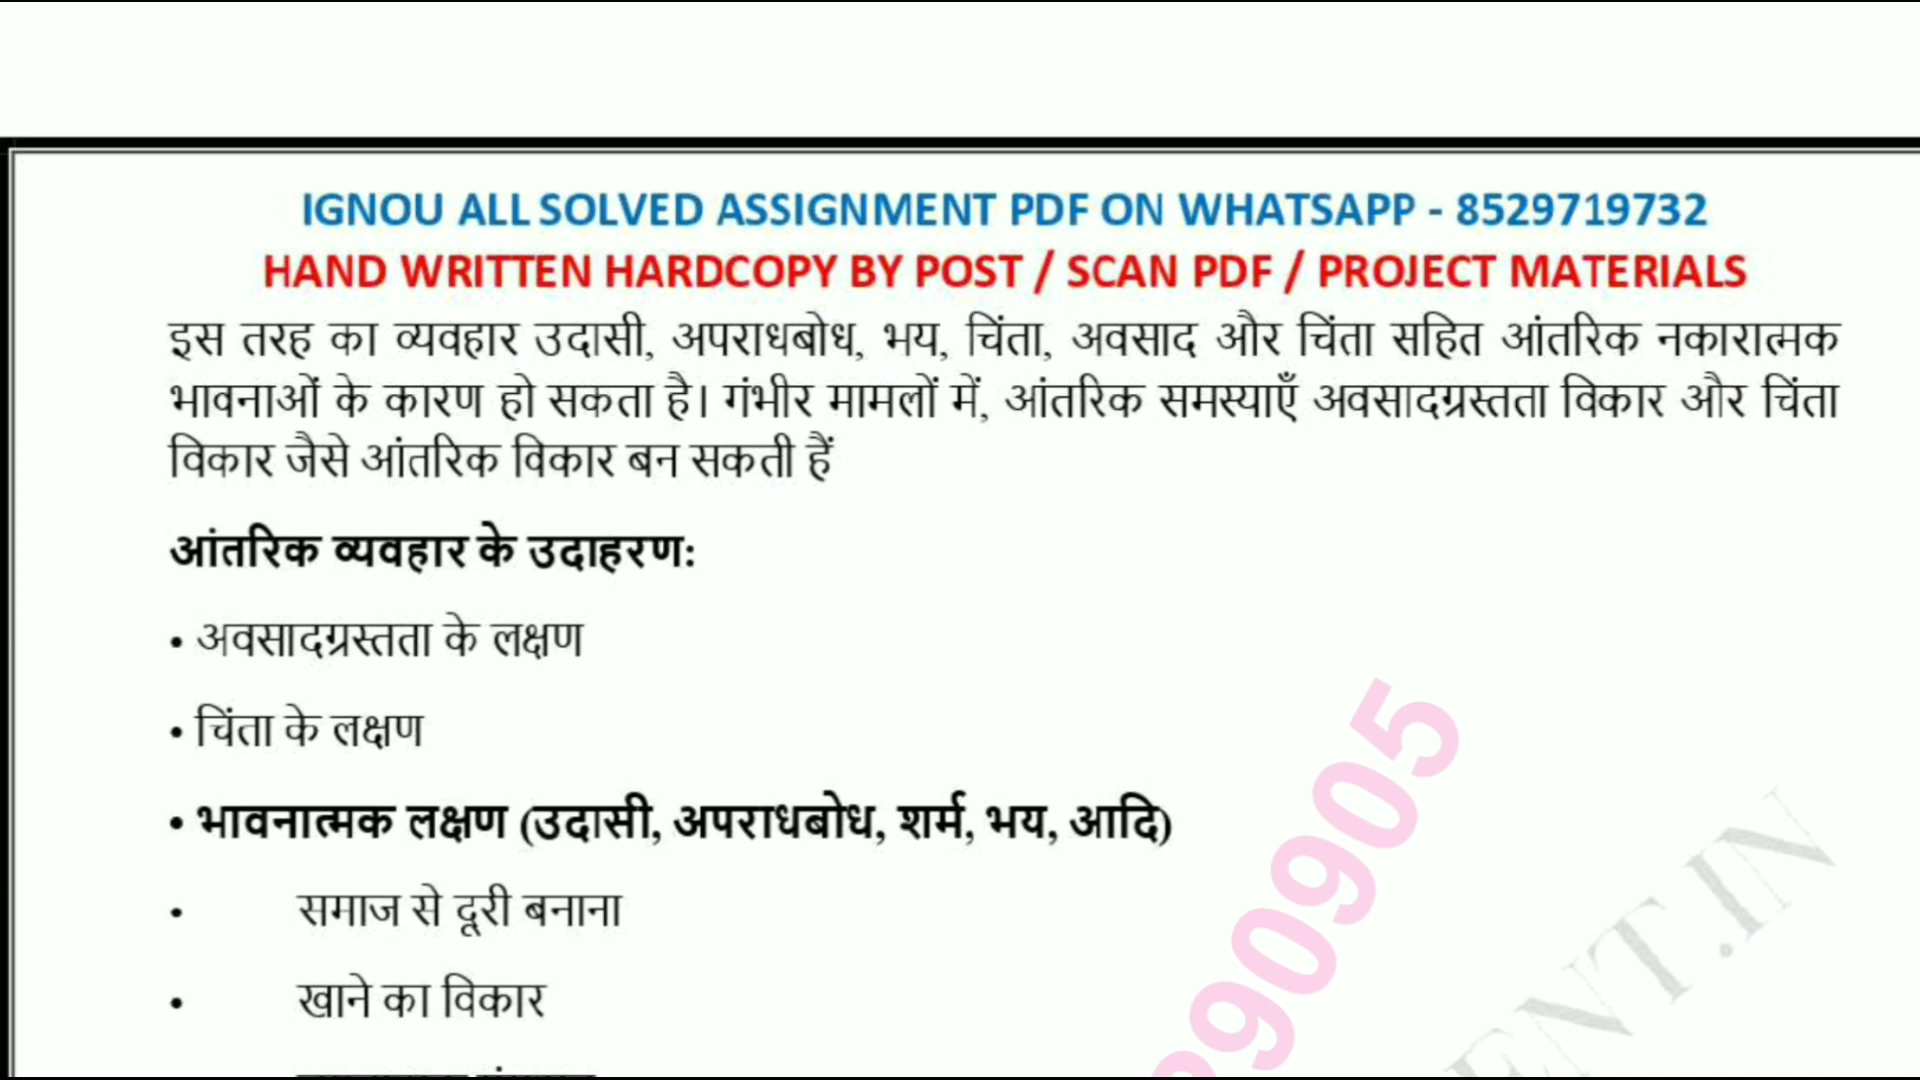 IGNOU ALL SOLVED ASSIGNMENT PDF ON WHATSAPP - 8529719732
HAND WRITTEN HARDCOPY BY POST / SCAN PDF / PROJECT MATERIALS
इस तरह का व्यवहार उदासी, अपराधबोध, भय, चिंता, अवसाद और चिंता सहित आंतरिक नकारात्मक
भावनाओं के कारण हो सकता है। गंभीर मामलों में, आंतरिक समस्याएँ अवसादग्रस्तता विकार और चिंता
विकार जैसे आंतरिक विकार बन सकती हैं
आंतरिक व्यवहार के उदाहरण:
• अवसादग्रस्तता के लक्षण
• चिंता के लक्षण
• भावनात्मक लक्षण (उदासी, अपराधबोध, शर्म, भय, आदि)
• समाज से दूरी बनाना
• खाने का विकार
90905
ENT.IN